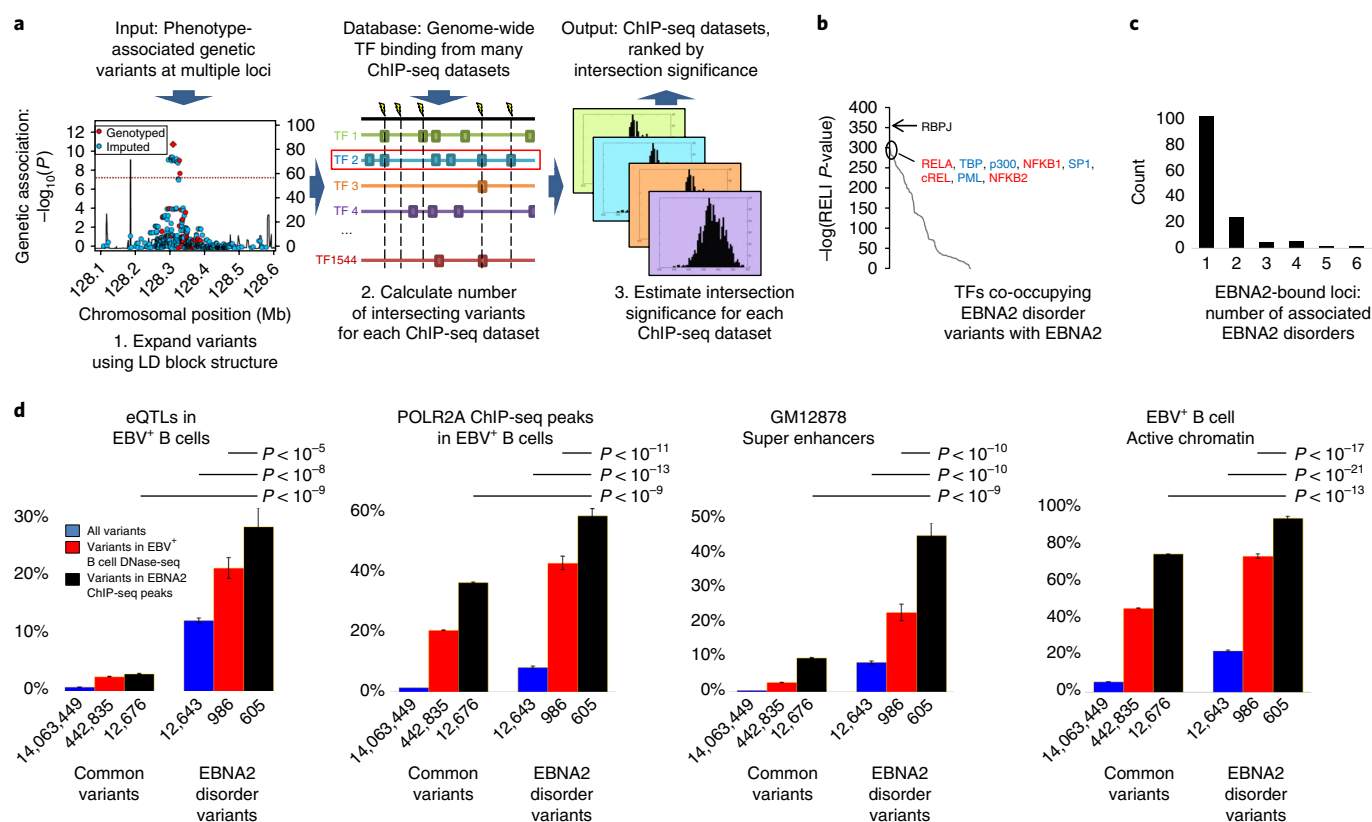 a
Input: Phenotype-
associated genetic
variants at multiple loci
Database: Genome-wide
TF binding from many
ChIP-seq datasets
Output: ChIP-seq datasets,
ranked by
intersection significance
Genetic association:
−log10(P)
12
10
8
6
4
2
0
Genotyped
Imputed
100
80
60
40
20
0
128.1
128.2
128.3
128.4
128.5
128.6
Chromosomal position (Mb)
1. Expand variants
using LD block structure
TF 1
TF 2
TF 3
TF 4
...
TF1544
2. Calculate number
of intersecting variants
for each ChIP-seq dataset
3. Estimate intersection
significance for each
ChIP-seq dataset
b
−log(RELI P-value)
400
350
300
250
200
150
100
50
0
RBPJ
RELA, TBP, p300, NFKB1, SP1,
cREL, PML, NFKB2
TFs co-occupying
EBNA2 disorder
variants with EBNA2
c
Count
100
80
60
40
20
0
1 2 3 4 5 6
EBNA2-bound loci:
number of associated
EBNA2 disorders
d
eQTLs in
EBV+ B cells
P < 10−5
P < 10−8
P < 10−9
30%
20%
10%
0%
All variants
Variants in EBV+
B cell DNase-seq
Variants in EBNA2
ChIP-seq peaks
14,063,449
442,835
12,676
12,643
986
605
Common
variants
EBNA2
disorder
variants
POLR2A ChIP-seq peaks
in EBV+ B cells
P < 10−11
P < 10−13
P < 10−9
60%
40%
20%
0%
14,063,449
442,835
12,676
12,643
986
605
Common
variants
EBNA2
disorder
variants
GM12878
Super enhancers
P < 10−10
P < 10−10
P < 10−9
50%
40%
30%
20%
10%
0%
14,063,449
442,835
12,676
12,643
986
605
Common
variants
EBNA2
disorder
variants
EBV+ B cell
Active chromatin
P < 10−17
P < 10−21
P < 10−13
100%
80%
60%
40%
20%
0%
14,063,449
442,835
12,676
12,643
986
605
Common
variants
EBNA2
disorder
variants